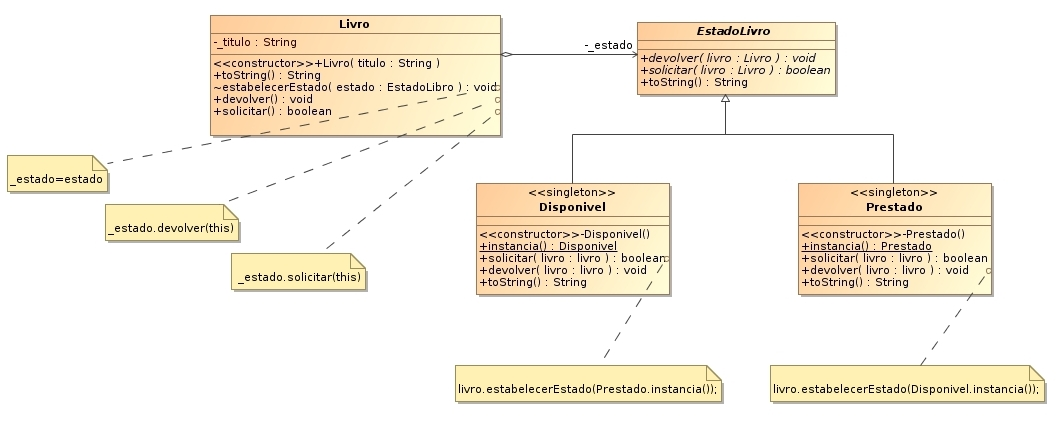 Livro
-_titulo : String
<<constructor>>+Livro( titulo : String )
+toString() : String
~estabelecerEstado( estado : EstadoLibro ) : void
+devolver() : void
+solicitar() : boolean
-_estado
EstadoLivro
+devolver( livro : Livro ) : void
+solicitar( livro : Livro ) : boolean
+toString() : String
_estado=estado
_estado.devolver(this)
_estado.solicitar(this)
<<singleton>>
Disponivel
<<constructor>>-Disponivel()
+instancia() : Disponivel
+solicitar( livro : livro ) : boolean
+devolver( livro : livro ) : void
+toString() : String
<<singleton>>
Prestado
<<constructor>>-Prestado()
+instancia() : Prestado
+solicitar( livro : livro ) : boolean
+devolver( livro : livro ) : void
+toString() : String
livro.estabelecerEstado(Prestado.instancia());
livro.estabelecerEstado(Disponivel.instancia());